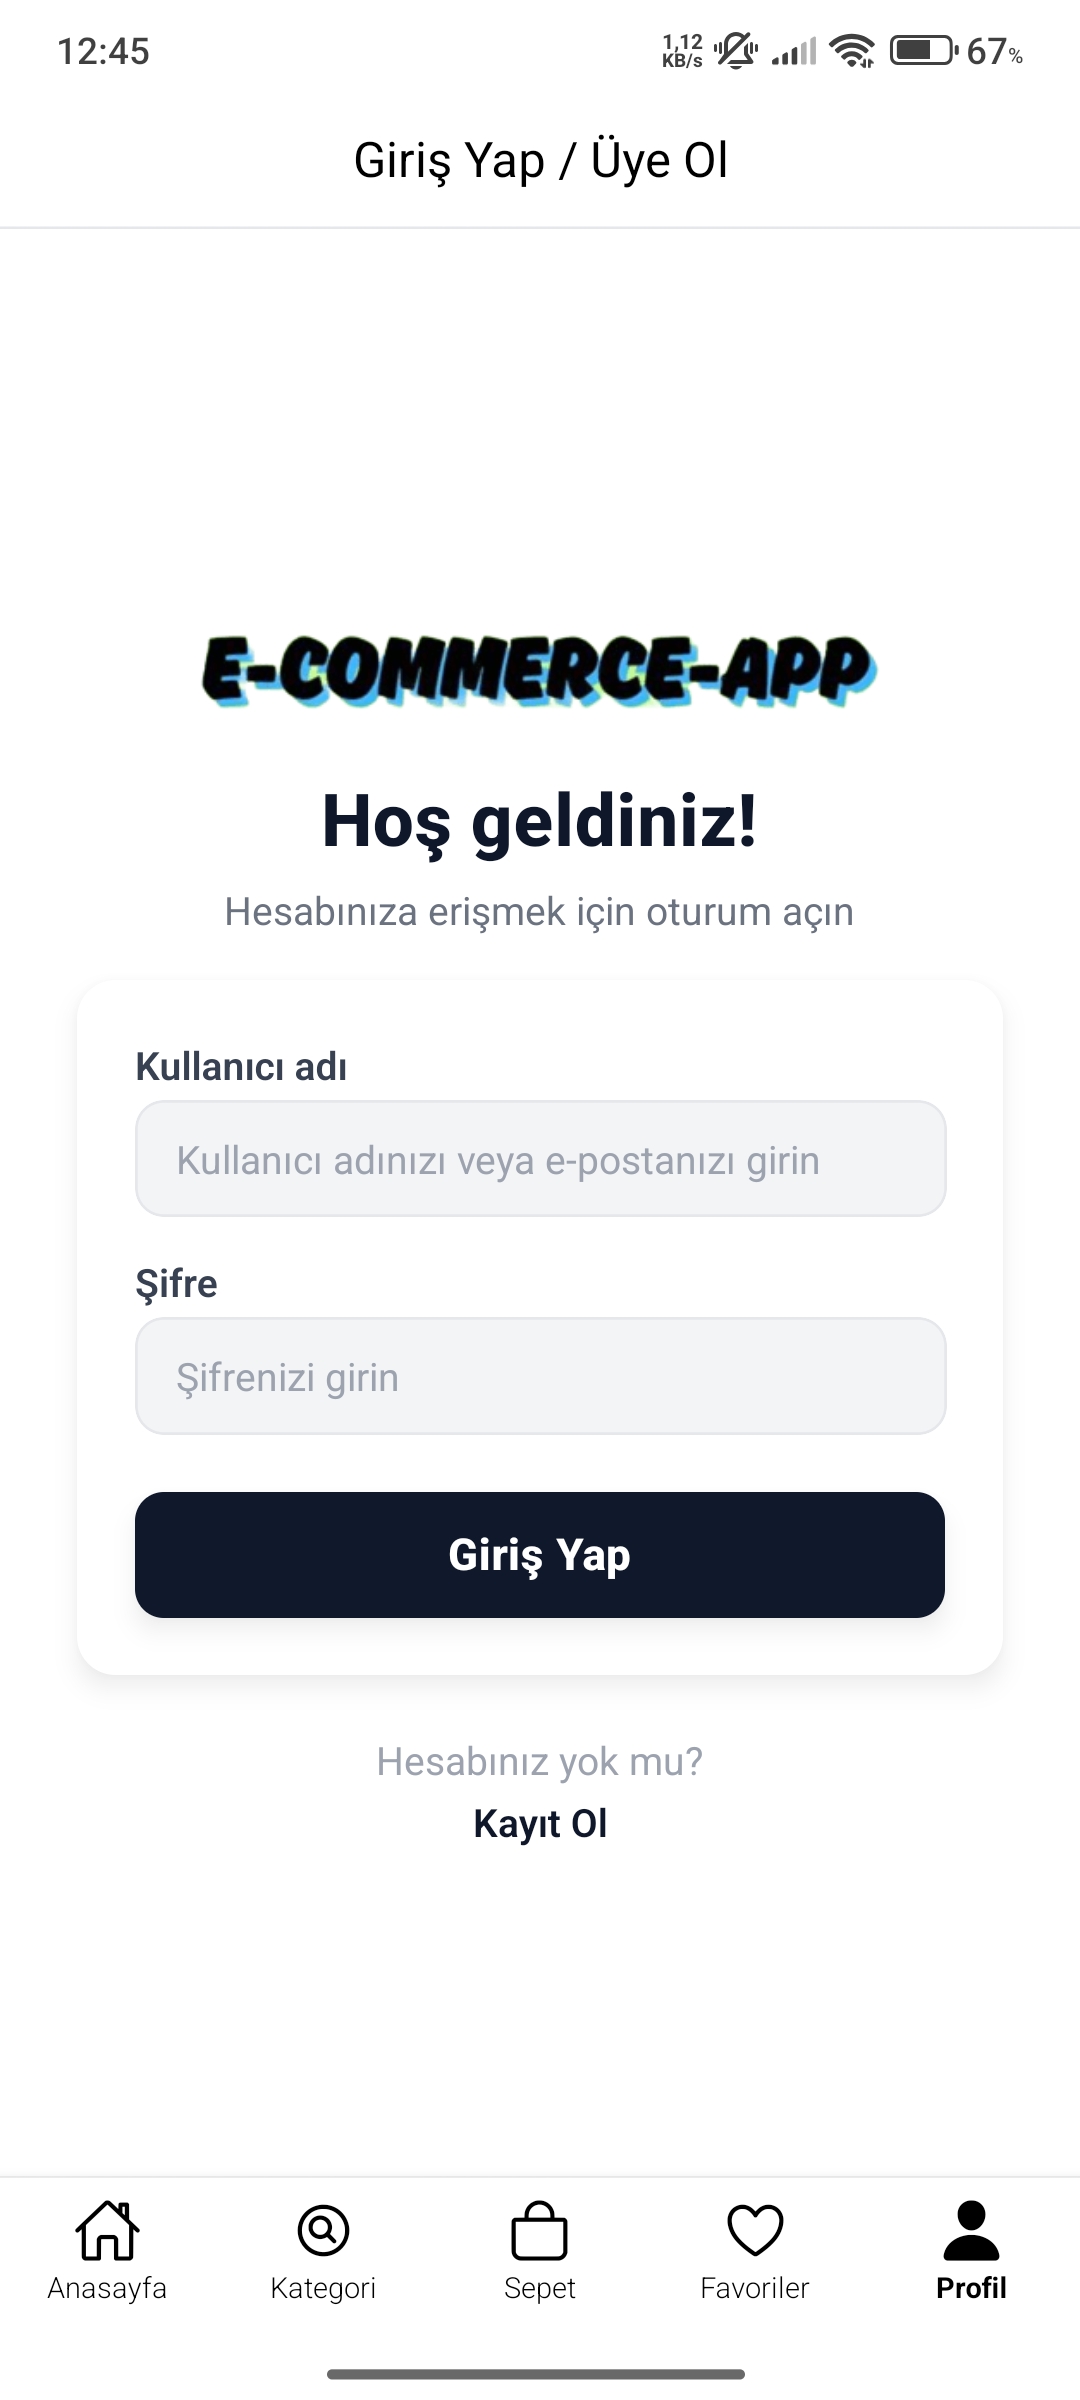 12:45
1,12
KB/s
67%
Giriş Yap / Üye Ol
E-COMMERCE-APP
Hoş geldiniz!
Hesabınıza erişmek için oturum açın
Kullanıcı adı
Kullanıcı adınızı veya e-postanızı girin
Şifre
Şifrenizi girin
Giriş Yap
Hesabınız yok mu?
Kayıt Ol
Anasayfa
Kategori
Sepet
Favoriler
Profil